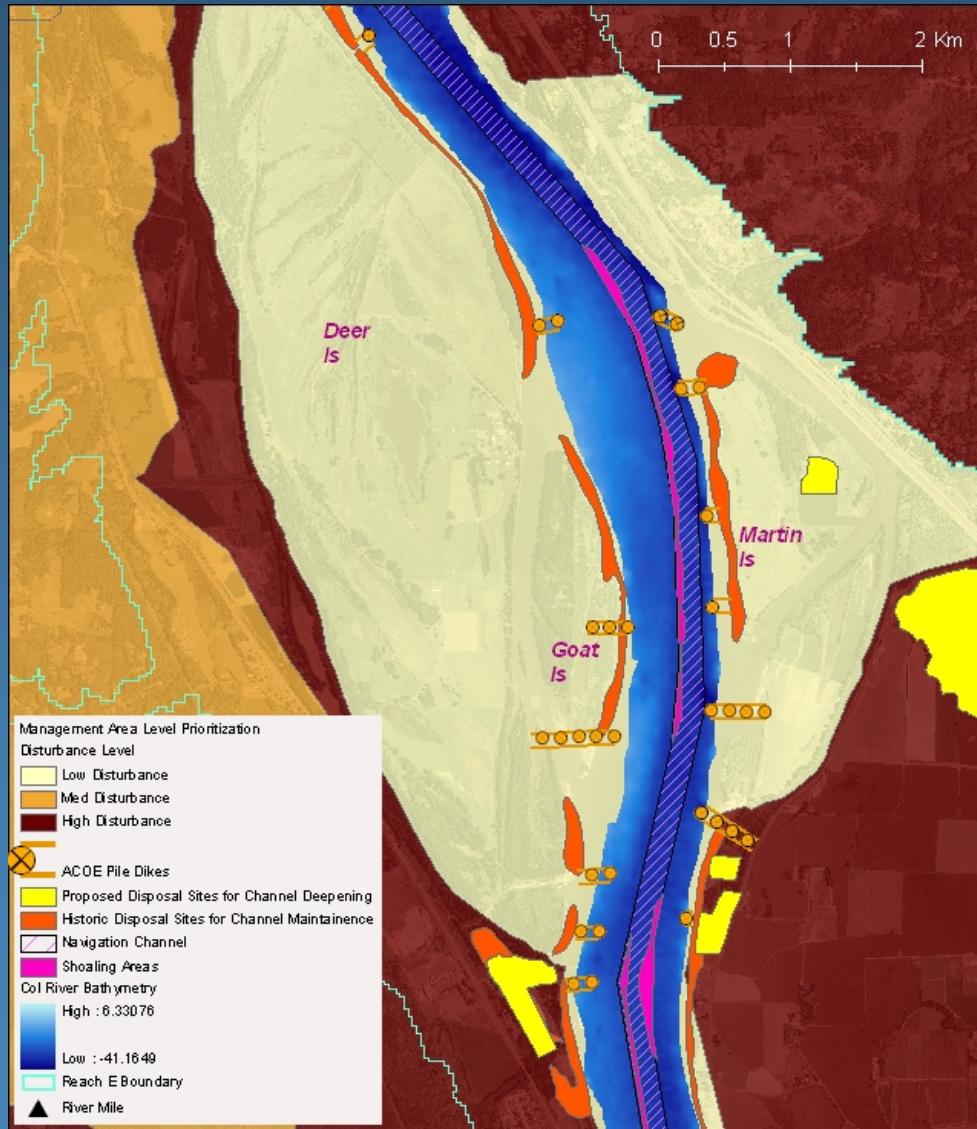 0 0.5 1 2 Km
Deer
Is
Martin
Is
Goat
Is
Management Area Level Prioritization
Disturbance Level
Low Disturbance
Med Disturbance
High Disturbance
ACOE Pile Dikes
Proposed Disposal Sites for Channel Deepening
Historic Disposal Sites for Channel Maintainence
Navigation Channel
Shoaling Areas
Col River Bathymetry
High : 6.33076
Low : -41.1649
Reach E Boundary
River Mile